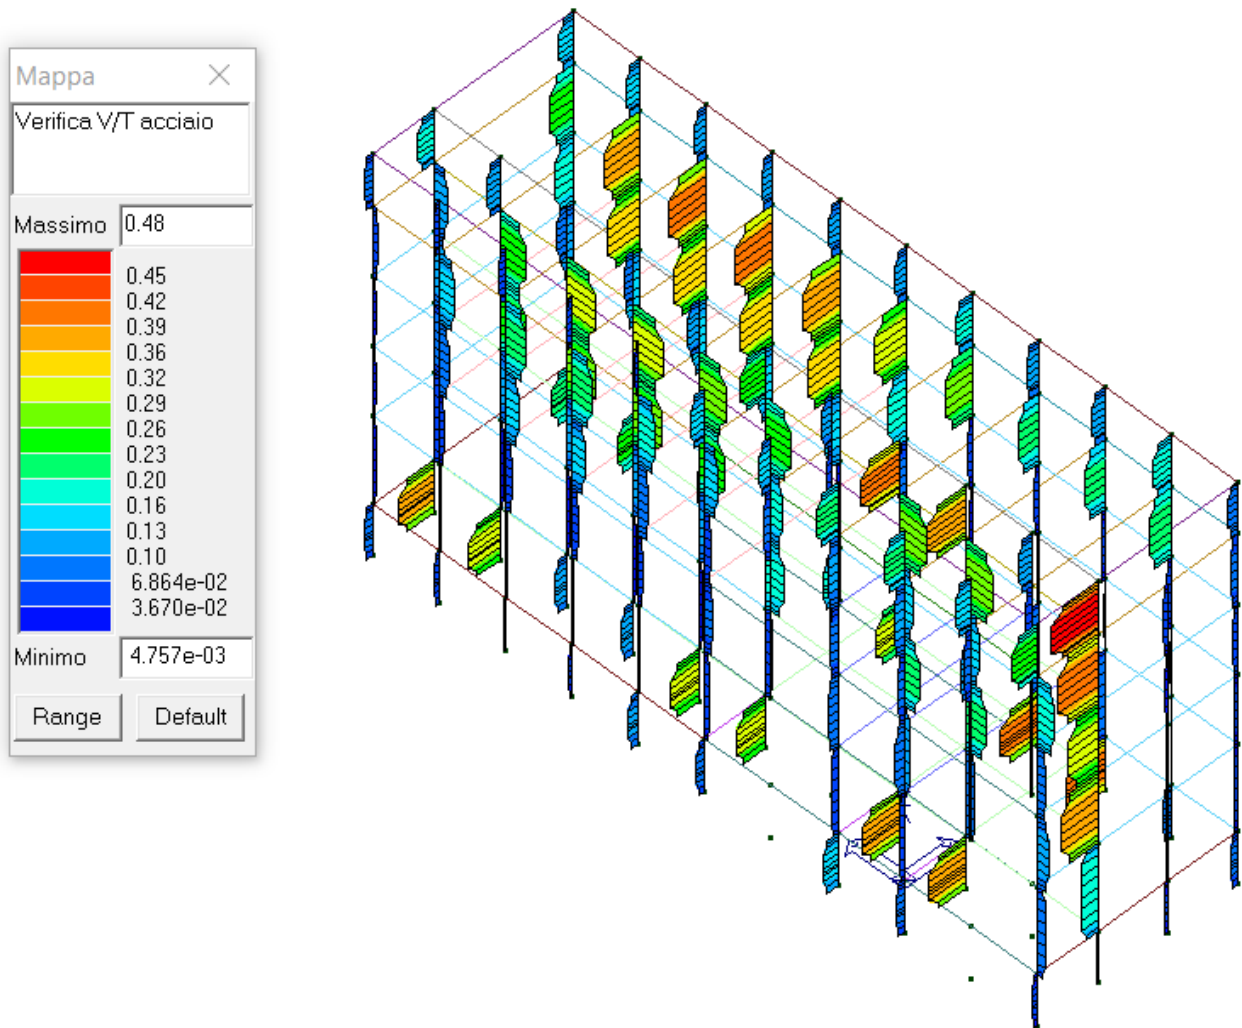 Mappa
Verifica V/T acciaio
Massimo 0.48
0.45
0.42
0.39
0.36
0.32
0.29
0.26
0.23
0.20
0.16
0.13
0.10
6.864e-02
3.670e-02
Minimo 4.757e-03
Range Default